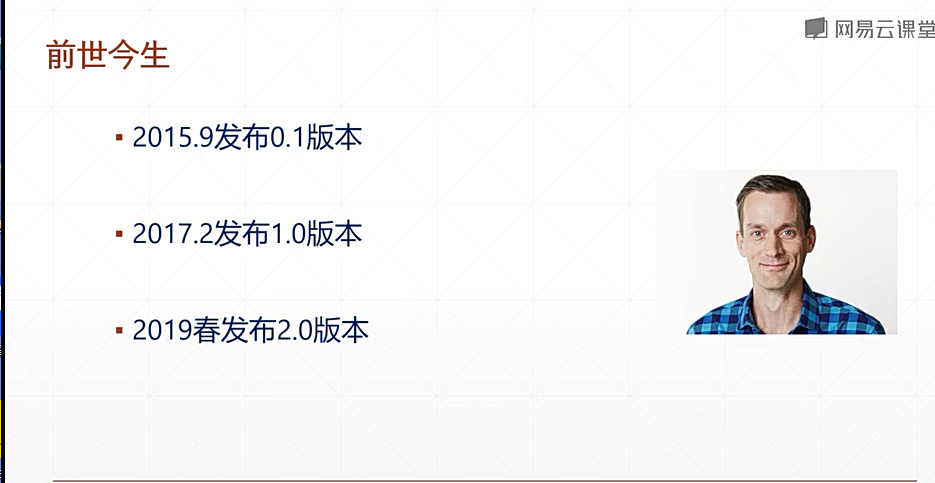 网易云课堂
前世今生
▪ 2015.9发布0.1版本
▪ 2017.2发布1.0版本
▪ 2019春发布2.0版本